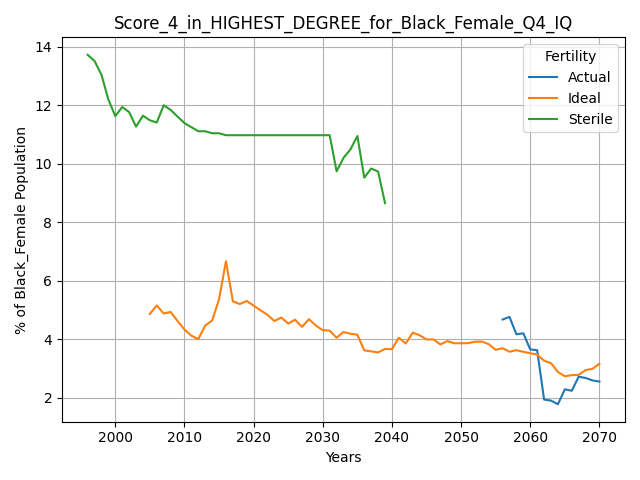 Score_4_in_HIGHEST_DEGREE_for_Black_Female_Q4_IQ
14
12
10
8
6
4
2
% of Black_Female Population
Fertility
Actual
Ideal
Sterile
2000 2010 2020 2030 2040 2050 2060 2070
Years